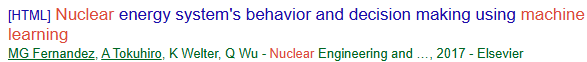 [HTML] Nuclear energy system's behavior and decision making using machine
learning
MG Fernandez, A Tokuhiro, K Welter, Q Wu - Nuclear Engineering and …, 2017 - Elsevier